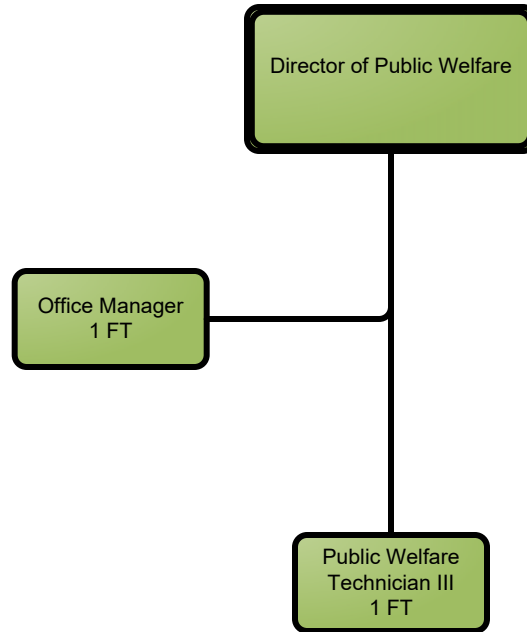 Director of Public Welfare
Office Manager
1 FT
Public Welfare
Technician III
1 FT